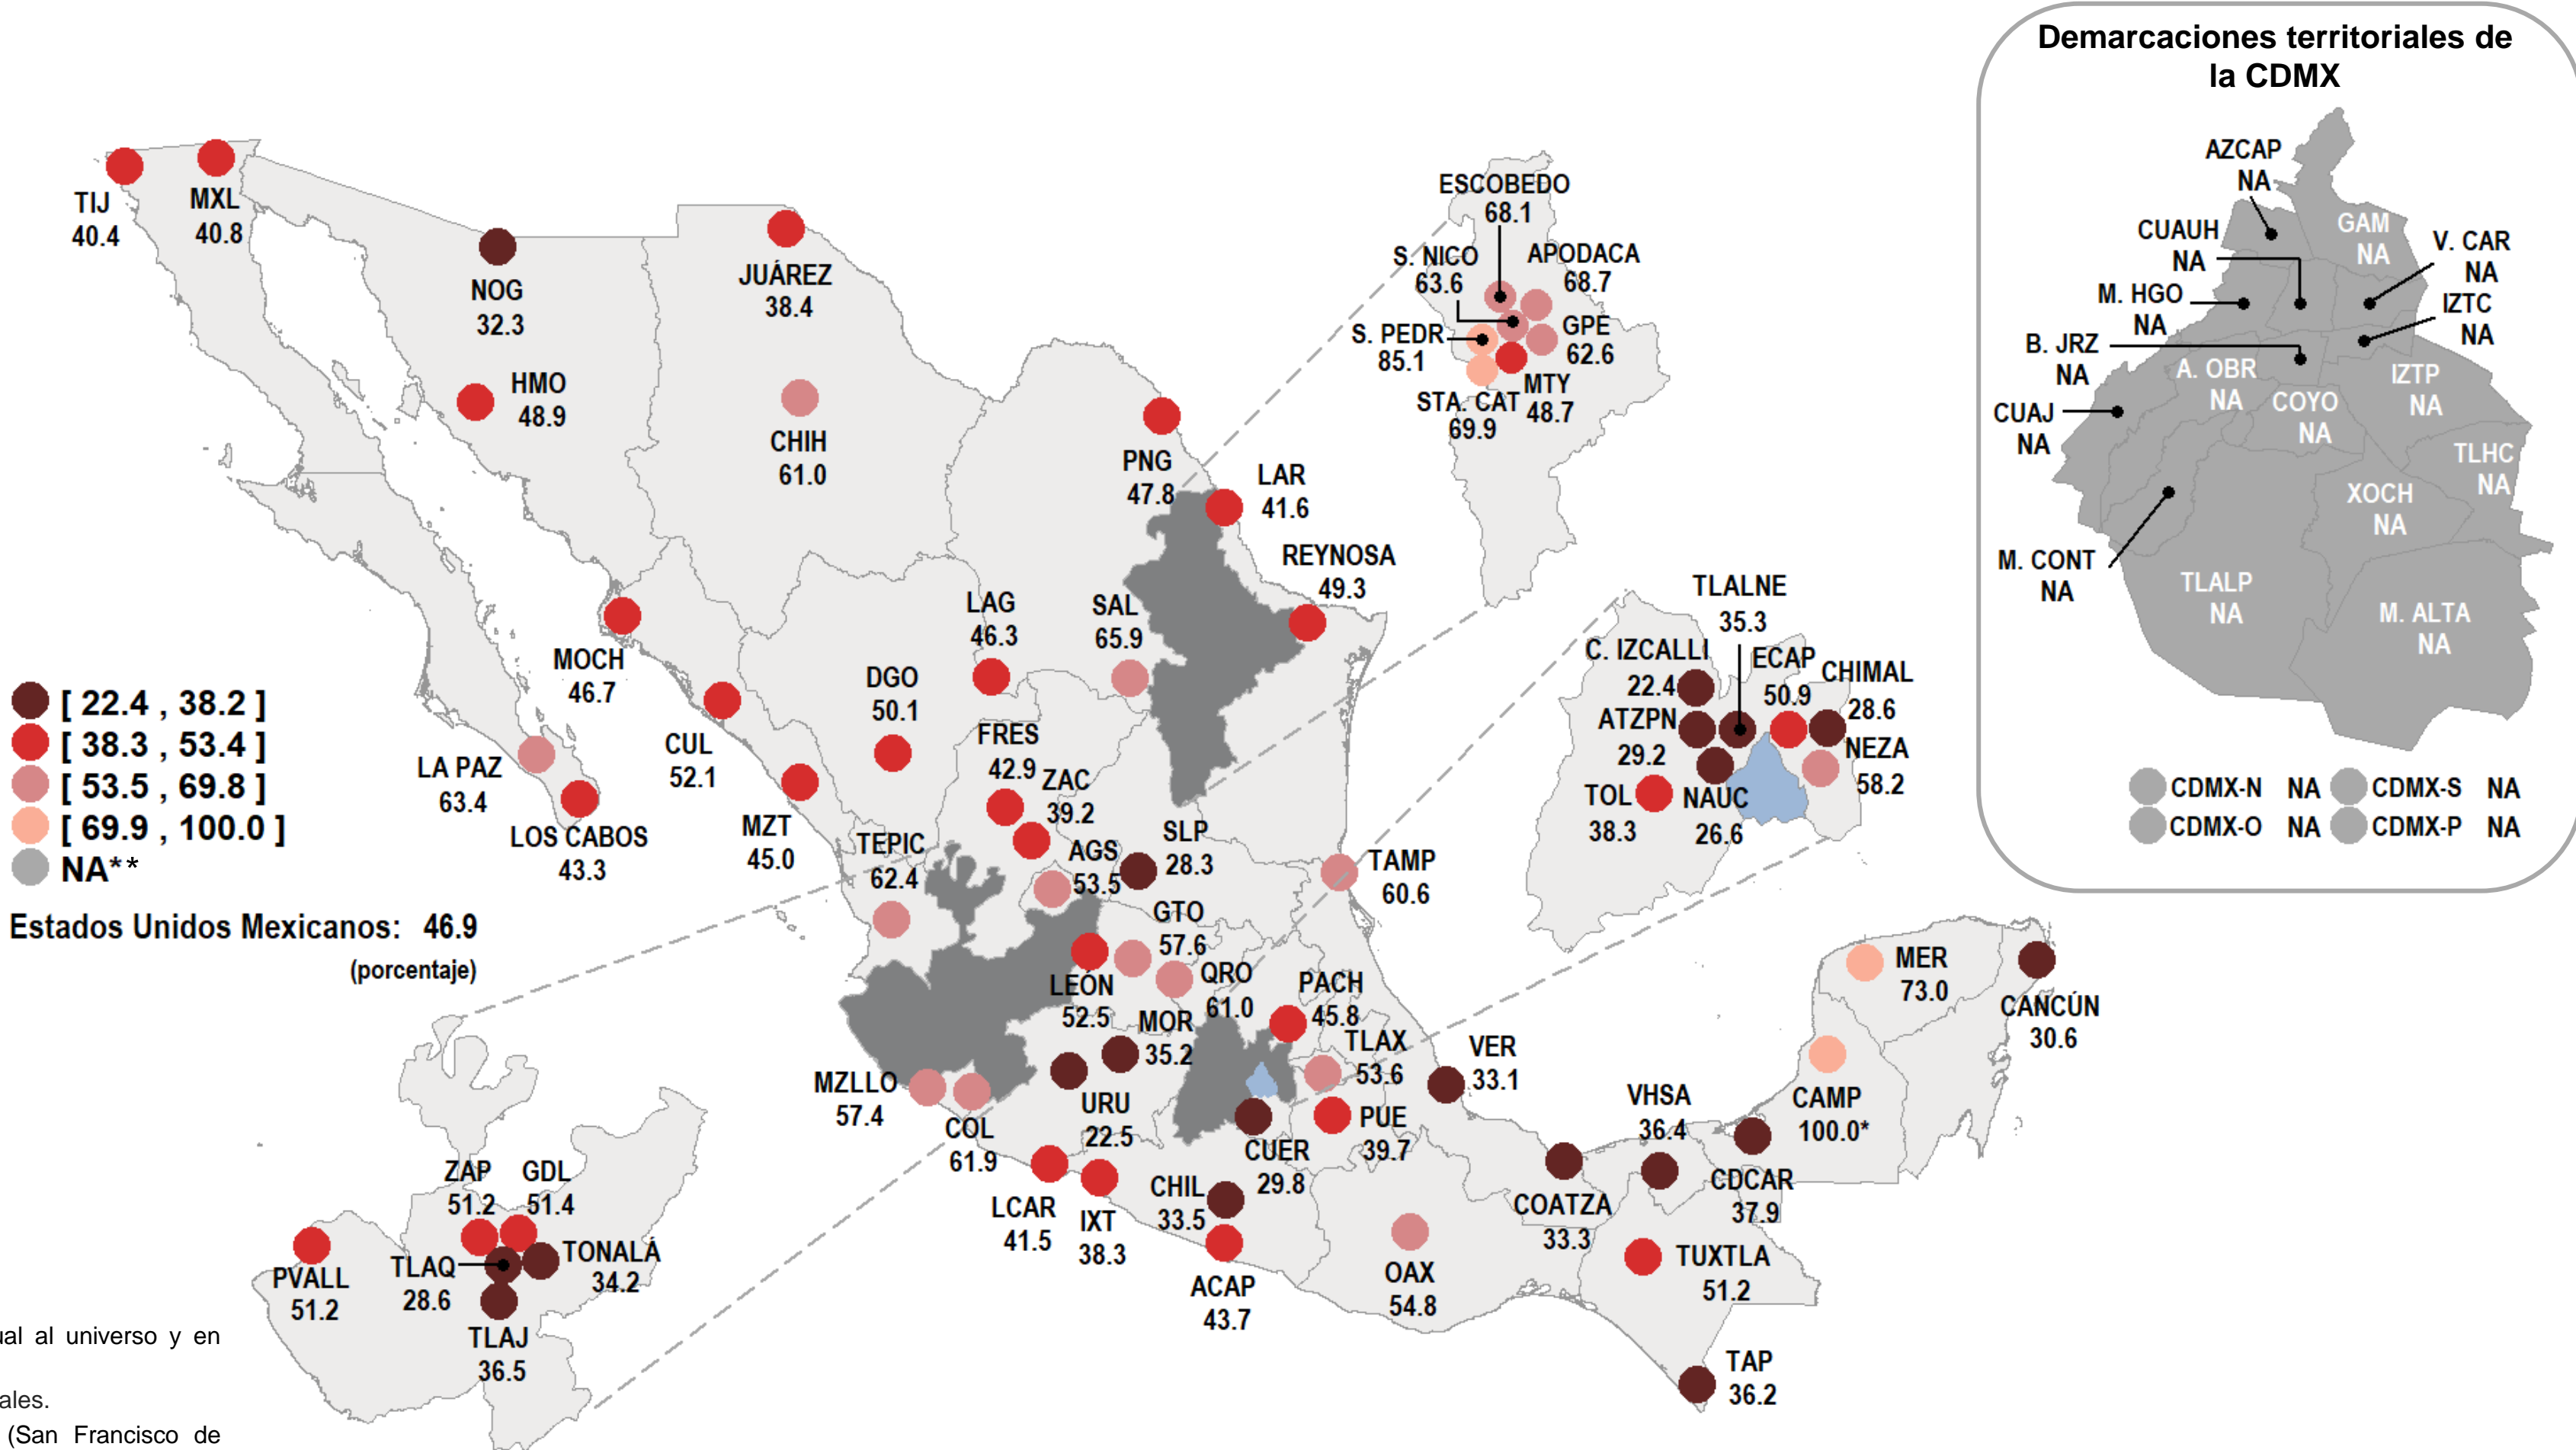 Demarcaciones territoriales de
la CDMX
AZCAP
NA
CUAUH
NA
GAM
NA
V. CAR
NA
M. HGO
NA
IZTC
NA
B. JRZ
NA
A. OBR
NA
IZTP
NA
COYO
NA
CUAJ
NA
TLHC
NA
XOCH
NA
M. CONT
NA
TLALP
NA
M. ALTA
NA
CDMX-N NA
CDMX-S NA
CDMX-O NA
CDMX-P NA
TIJ
40.4
MXL
40.8
NOG
32.3
JUÁREZ
38.4
HMO
48.9
CHIH
61.0
ESCOBEDO
68.1
S. NICO
63.6
APODACA
68.7
S. PEDR
85.1
GPE
62.6
STA. CAT
69.9
MTY
48.7
PNG
47.8
LAR
41.6
REYNOSA
49.3
MOCH
46.7
LAG
46.3
SAL
65.9
DGO
50.1
CUL
52.1
LA PAZ
63.4
LOS CABOS
43.3
MZT
45.0
FRES
42.9
ZAC
39.2
TEPIC
62.4
AGS
53.5
SLP
28.3
TAMP
60.6
TLALNE
35.3
C. IZCALLI
22.4
ECAP
50.9
CHIMAL
28.6
ATZPN
29.2
NEZA
58.2
TOL
38.3
NAUC
26.6
[ 22.4 , 38.2 ]
[ 38.3 , 53.4 ]
[ 53.5 , 69.8 ]
[ 69.9 , 100.0 ]
NA**
Estados Unidos Mexicanos: 46.9
(porcentaje)
GTO
57.6
LEÓN
52.5
QRO
61.0
PACH
45.8
MOR
35.2
TLAX
53.6
VER
33.1
MZLLO
57.4
COL
61.9
URU
22.5
CUER
29.8
PUE
39.7
LCAR
41.5
IXT
38.3
CHIL
33.5
ACAP
43.7
OAX
54.8
COATZA
33.3
VHSA
36.4
CDCAR
37.9
CAMP
100.0*
MER
73.0
CANCÚN
30.6
TUXTLA
51.2
TAP
36.2
ZAP
51.2
GDL
51.4
TONALÁ
34.2
TLAQ
28.6
PVALL
51.2
TLAJ
36.5
ual al universo y en
ales.
(San Francisco de